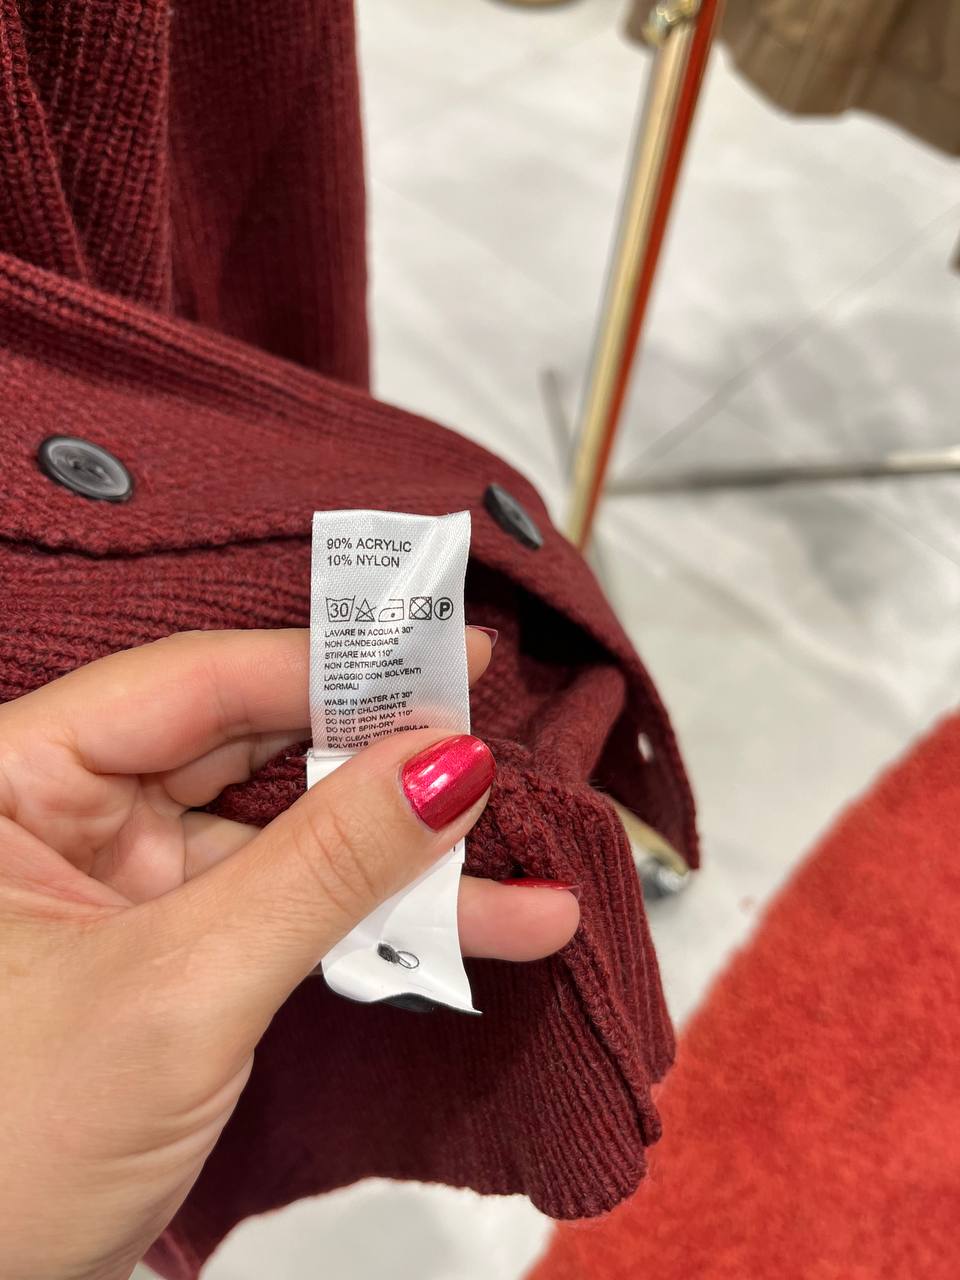 90% ACRYLIC
10% NYLON
30 P
LAVARE IN ACQUA A 30°
NON CANDEGGIARE
STIRARE MAX 110°
NON CENTRIFUGARE
LAVAGGIO CON SOLVENTI
NORMALI
WASH IN WATER AT 30°
DO NOT CHLORINATE
DO NOT IRON MAX 110°
DO NOT SPIN-DRY
DRY CLEAN WITH REGULAR
SOLVENTS